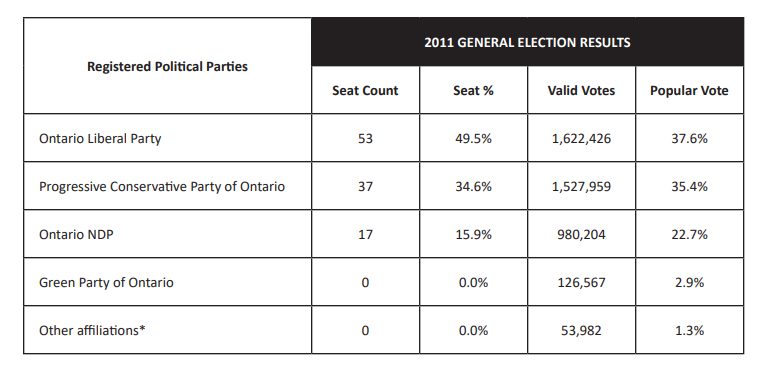 Registered Political Parties
2011 GENERAL ELECTION RESULTS
Seat Count Seat % Valid Votes Popular Vote
Ontario Liberal Party 53 49.5% 1,622,426 37.6%
Progressive Conservative Party of Ontario 37 34.6% 1,527,959 35.4%
Ontario NDP 17 15.9% 980,204 22.7%
Green Party of Ontario 0 0.0% 126,567 2.9%
Other affiliations* 0 0.0% 53,982 1.3%